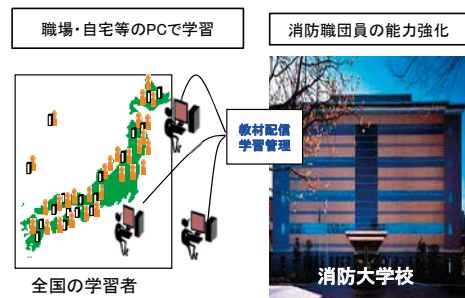 職場・自宅等のPCで学習
消防職団員の能力強化
教材配信
学習管理
消防大学校
全国の学習者